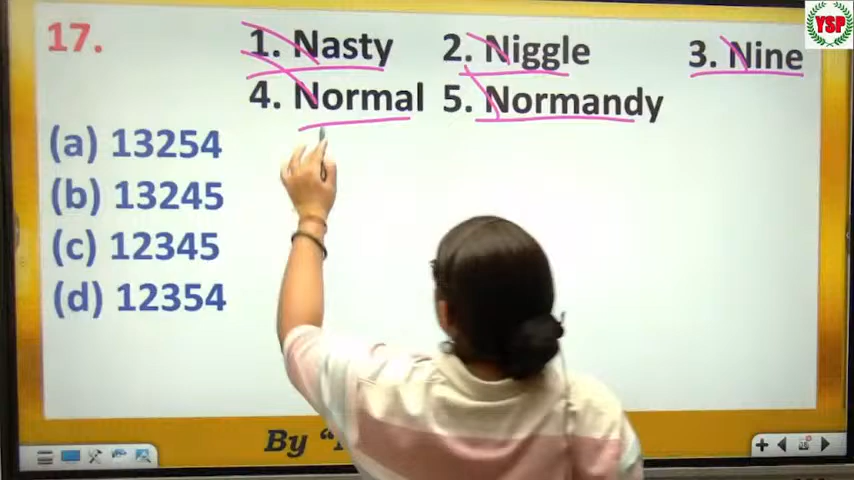 YSP
17. 1. Nasty 2. Niggle 3. Nine
4. Normal 5. Normandy
(a) 13254
(b) 13245
(c) 12345
(d) 12354
By "